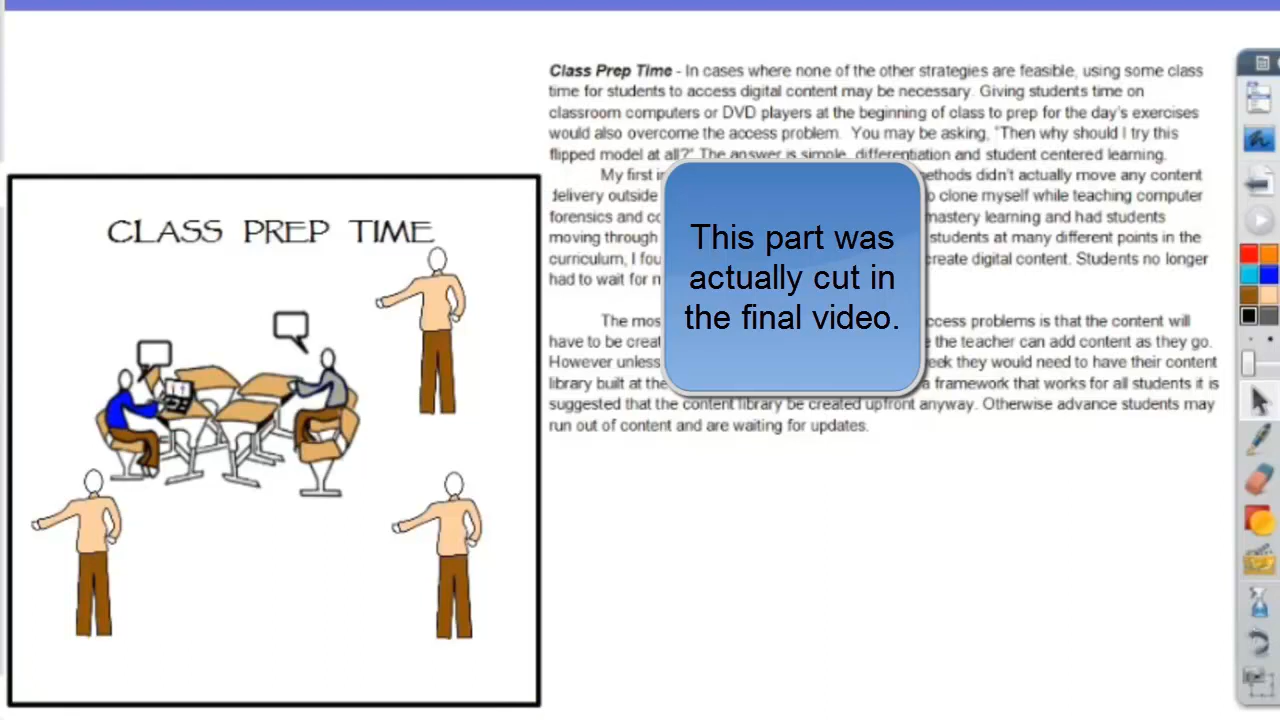 CLASS PREP TIME
Class Prep Time - In cases where none of the other strategies are feasible, using some class
time for students to access digital content may be necessary. Giving students time on
classroom computers or DVD players at the beginning of class to prep for the day's exercises
would also overcome the access problem. You may be asking, "Then why should I try this
flipped model at all?" The answer is simple, differentiation and student centered learning.
My first methods didn't actually move any content
delivery outside clone myself while teaching computer
forensics and mastery learning and had students
moving through students at many different points in the
curriculum, I create digital content. Students no longer
had to wait for
The most problems is that the content will
have to be the teacher can add content as they go.
However unless they would need to have their content
library built at the a framework that works for all students it is
suggested that the content library be created upfront anyway. Otherwise advance students may
run out of content and are waiting for updates.
This part was
actually cut in
the final video.